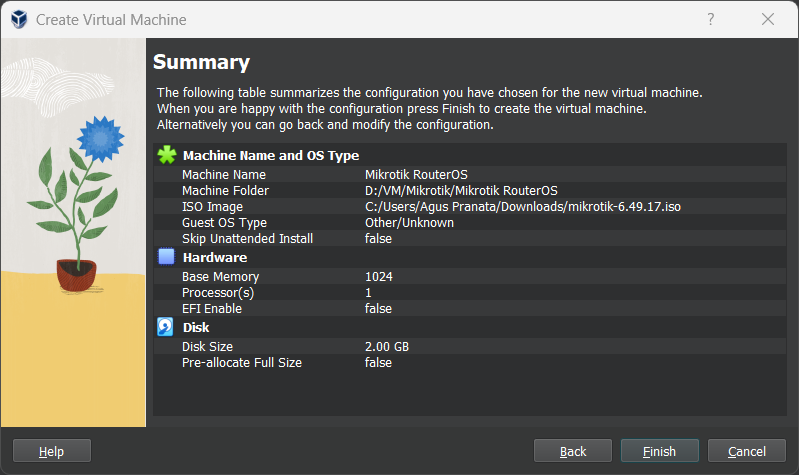 Create Virtual Machine
?
Summary
The following table summarizes the configuration you have chosen for the new virtual machine.
When you are happy with the configuration press Finish to create the virtual machine.
Alternatively you can go back and modify the configuration.
Machine Name and OS Type
Machine Name Mikrotik RouterOS
Machine Folder D:/VM/Mikrotik/Mikrotik RouterOS
ISO Image C:/Users/Agus Pranata/Downloads/mikrotik-6.49.17.iso
Guest OS Type Other/Unknown
Skip Unattended Install false
Hardware
Base Memory 1024
Processor(s) 1
EFI Enable false
Disk
Disk Size 2.00 GB
Pre-allocate Full Size false
Help Back Finish Cancel